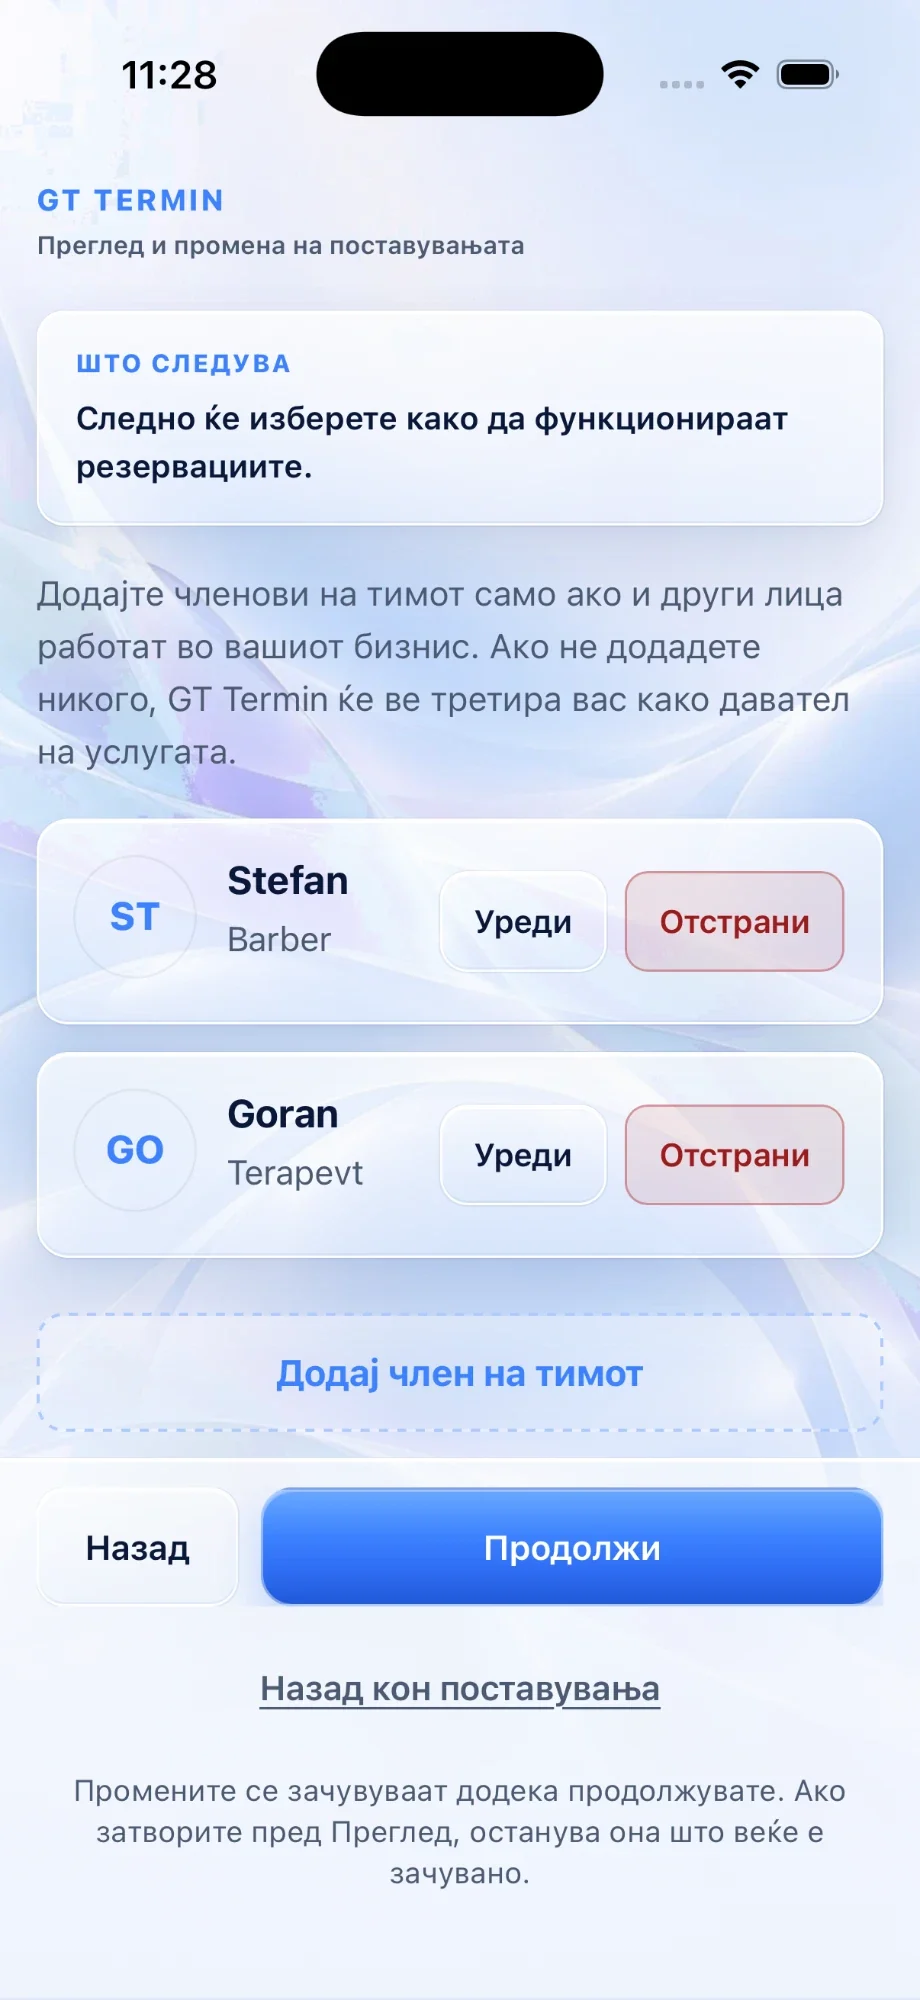 11:28
GT TERMIN
Преглед и промена на поставувањата
ШТО СЛЕДУВА
Следно ќе изберете како да функционираат
резервациите.
Додајте членови на тимот само ако и други лица
работат во вашиот бизнис. Ако не додадете
никого, GT Termin ќе ве третира вас како давател
на услугата.
ST
Stefan
Barber
Уреди
Отстрани
GO
Goran
Terapevt
Уреди
Отстрани
Додај член на тимот
Назад
Продолжи
Назад кон поставувања
Промените се зачувуваат додека продолжувате. Ако
затворите пред Преглед, останува она што веќе е
зачувано.